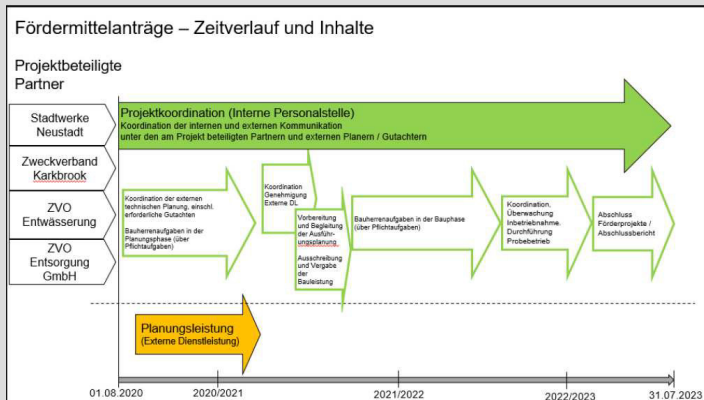 Fördermittelanträge – Zeitverlauf und Inhalte
Projektbeteiligte
Partner
Stadtwerke
Neustadt
Zweckverband
Karkbrook
ZVO
Entwässerung
ZVO
Entsorgung
GmbH
Projektkoordination (Interne Personalstelle)
Koordination der internen und externen Kommunikation
unter den am Projekt beteiligten Partnern und externen Planern / Gutachtern
Koordination der externen
technischen Planung, einschl.
erforderliche Gutachten
Bauherrenaufgaben in der
Planungsphase (über
Pflichtaufgaben)
Koordination
Genehmigung
Externe DL
Vorbereitung
und Begleitung
der Ausfüh-
rungsplanung
Ausschreibung
und Vergabe
der
Bauleistung
Bauherrenaufgaben in der Bauphase
(über Pflichtaufgaben)
Koordination,
Überwachung
Inbetriebnahme,
Durchführung
Probebetrieb
Abschluss
Förderprojekte /
Abschlussbericht
Planungsleistung
(Externe Dienstleistung)
01.08.2020
2020/2021
2021/2022
2022/2023
31.07.2023